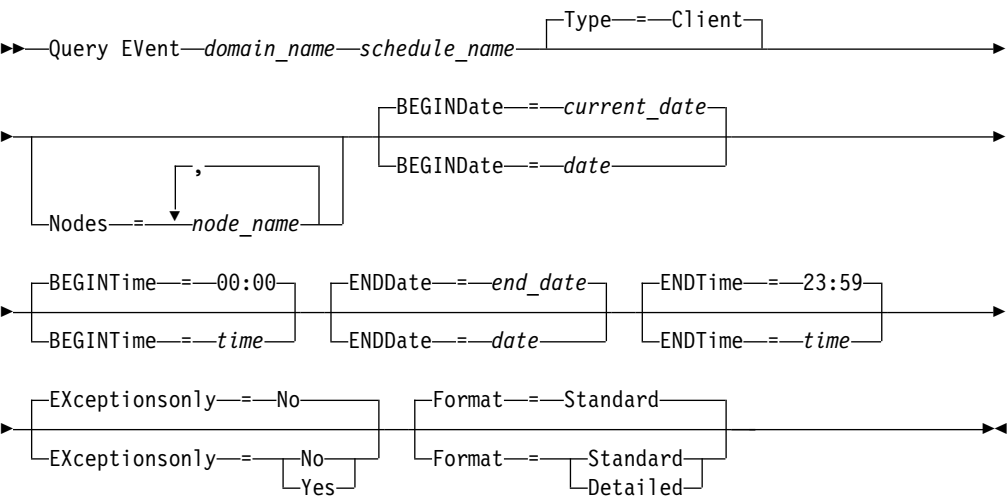 Type = Client
Query EVent domain_name schedule_name
BEGINDate = current_date
BEGINDate = date
,
Nodes = node_name
BEGINTime = 00:00 ENDDate = end_date ENDTime = 23:59
BEGINTime = time ENDDate = date ENDTime = time
EXceptionsonly = No Format = Standard
EXceptionsonly = No Format = Standard
Yes Detailed